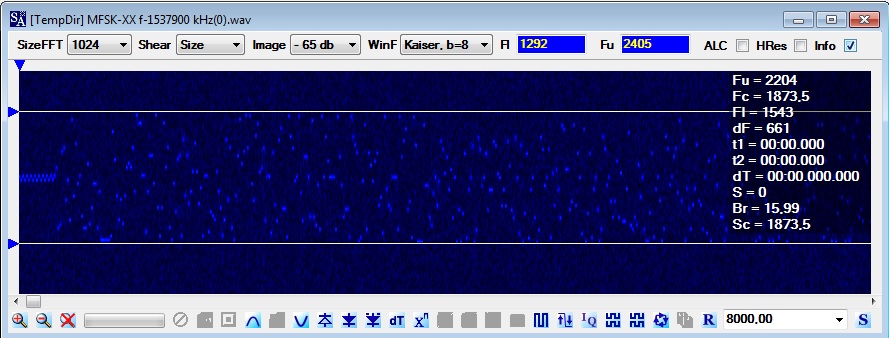 SA [TempDir] MFSK-XX f-1537900 kHz(0).wav
SizeFFT 1024 Shear Size Image - 65 db WinF Kaiser, b=8 Fl 1292 Fu 2405 ALC HRes Info
Fu = 2204
Fc = 1873,5
Fl = 1543
dF = 661
t1 = 00:00.000
t2 = 00:00.000
dT = 00:00.000.000
S = 0
Br = 15,99
Sc = 1873,5
dT X^n I Q R 8000,00 S